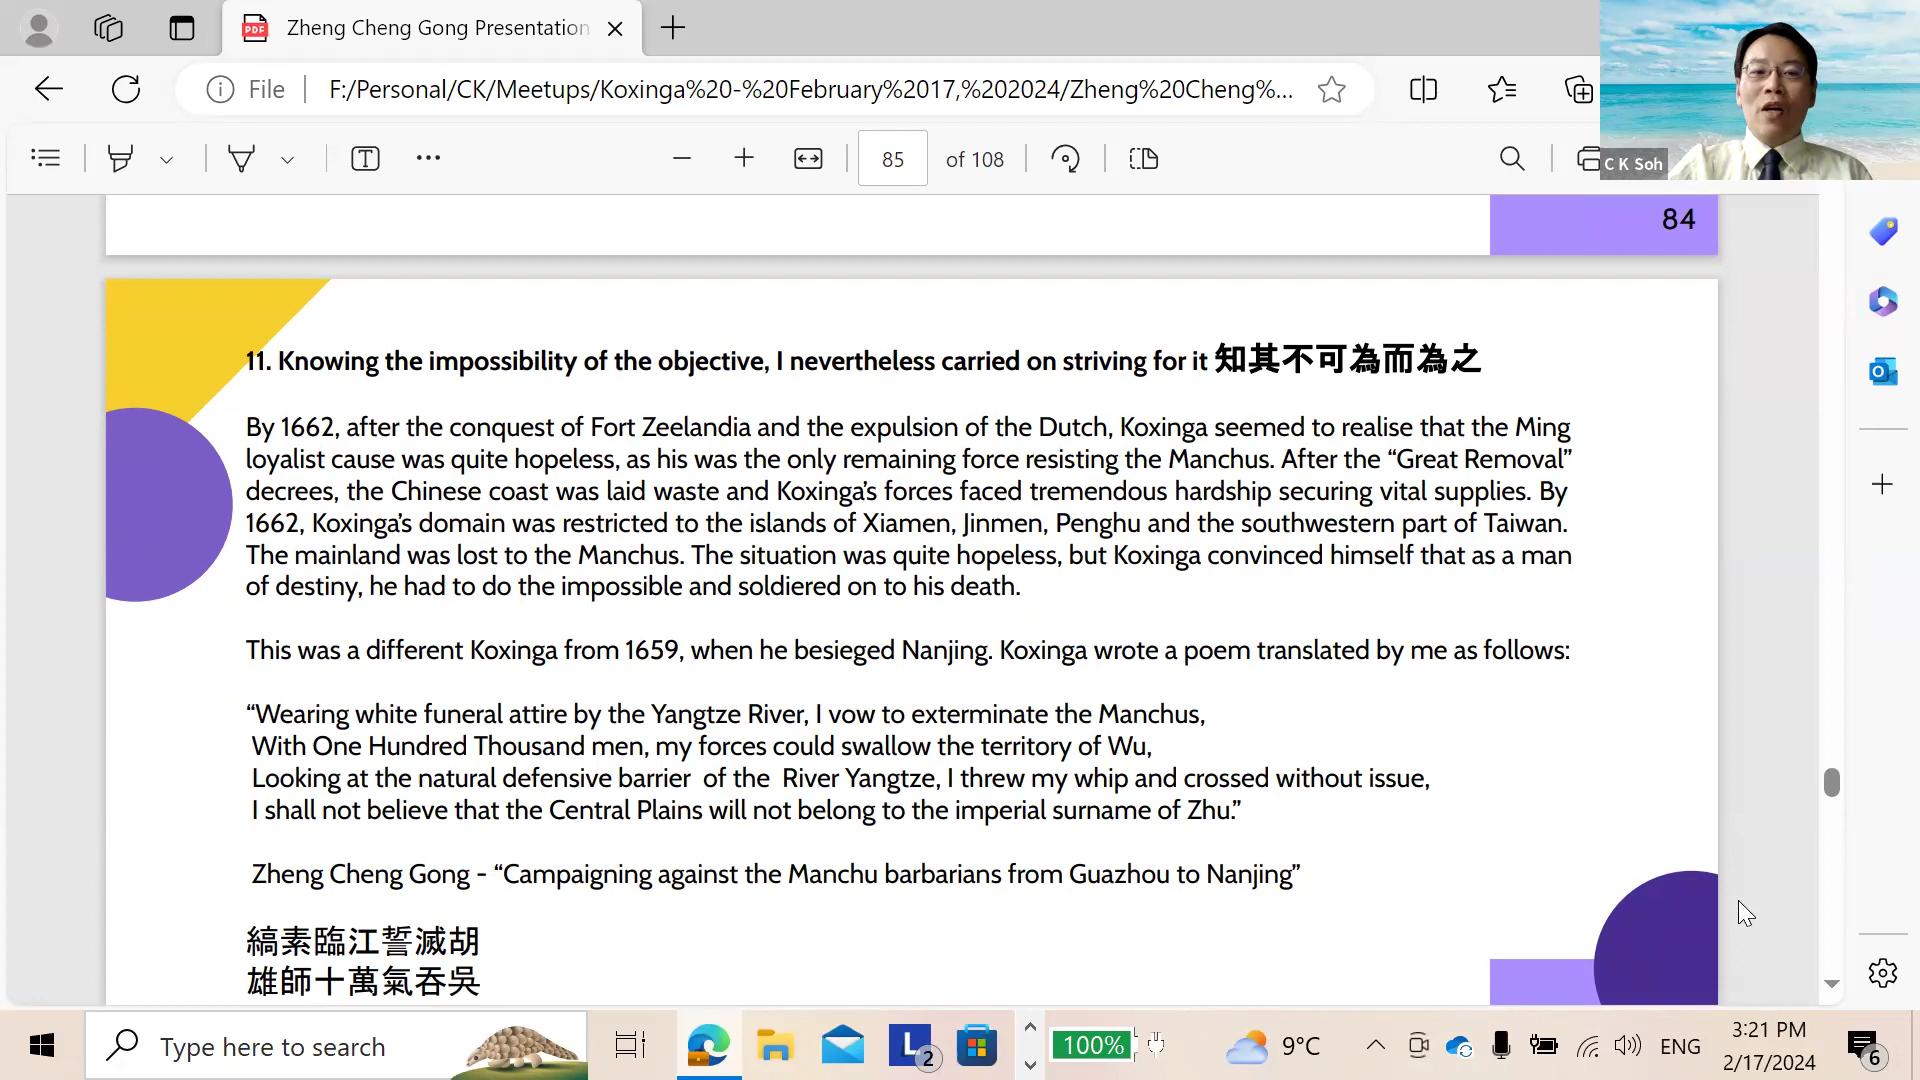 Zheng Cheng Gong Presentation
File
F:/Personal/CK/Meetups/Koxinga%20-%20February%2017,%202024/Zheng%20Cheng%...
85 of 108
C K Soh
84
11. Knowing the impossibility of the objective, I nevertheless carried on striving for it 知其不可為而為之
By 1662, after the conquest of Fort Zeelandia and the expulsion of the Dutch, Koxinga seemed to realise that the Ming
loyalist cause was quite hopeless, as his was the only remaining force resisting the Manchus. After the “Great Removal”
decrees, the Chinese coast was laid waste and Koxinga’s forces faced tremendous hardship securing vital supplies. By
1662, Koxinga’s domain was restricted to the islands of Xiamen, Jinmen, Penghu and the southwestern part of Taiwan.
The mainland was lost to the Manchus. The situation was quite hopeless, but Koxinga convinced himself that as a man
of destiny, he had to do the impossible and soldiered on to his death.
This was a different Koxinga from 1659, when he besieged Nanjing. Koxinga wrote a poem translated by me as follows:
“Wearing white funeral attire by the Yangtze River, I vow to exterminate the Manchus,
With One Hundred Thousand men, my forces could swallow the territory of Wu,
Looking at the natural defensive barrier of the River Yangtze, I threw my whip and crossed without issue,
I shall not believe that the Central Plains will not belong to the imperial surname of Zhu.”
Zheng Cheng Gong - “Campaigning against the Manchu barbarians from Guazhou to Nanjing”
縞素臨江誓滅胡
雄師十萬氣吞吳
Type here to search
L 2
100%
9°C
ENG
3:21 PM
2/17/2024
6